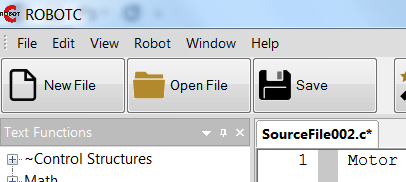 ROBOTC
File Edit View Robot Window Help
New File Open File Save
Text Functions SourceFile002.c*
~Control Structures 1 Motor
Math